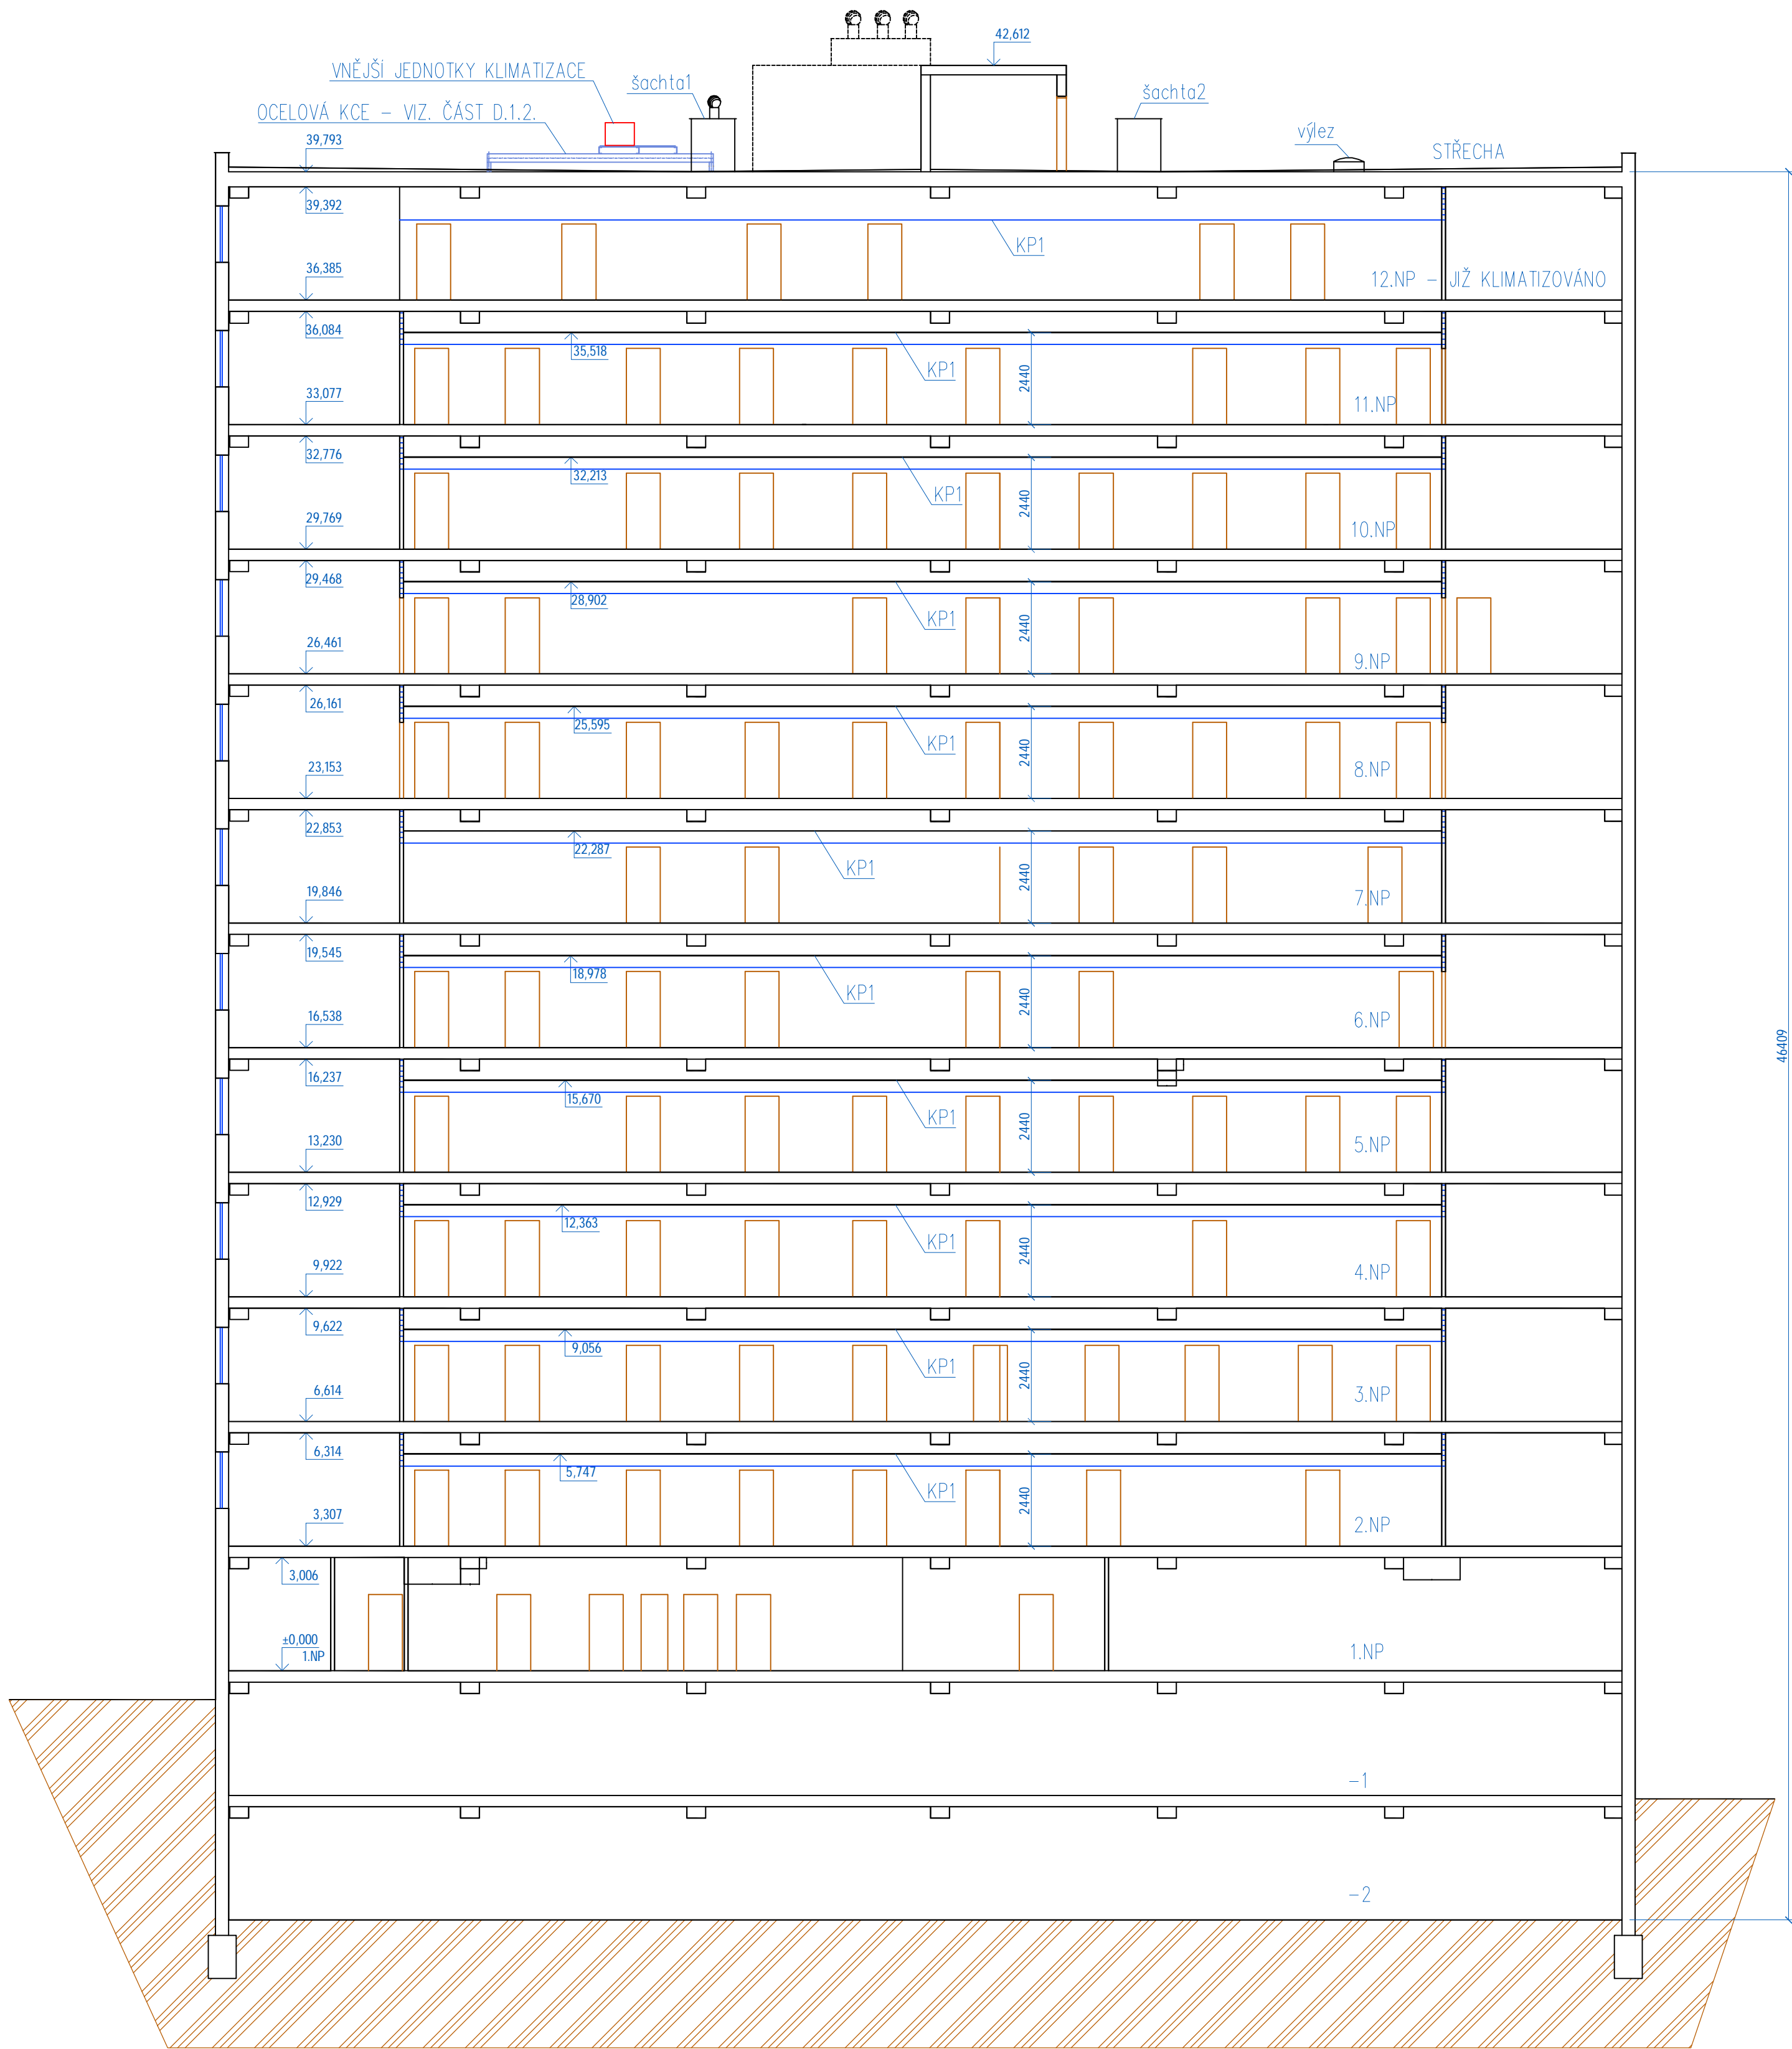 42,612
VNĚJŠÍ JEDNOTKY KLIMATIZACE
šachta1
šachta2
OCELOVÁ KCE – VIZ. ČÁST D.1.2.
výlez
39,793
STŘECHA
39,392
KP1
36,385
12.NP – JIŽ KLIMATIZOVÁNO
36,084
35,518
KP1
2440
33,077
11.NP
32,776
32,213
KP1
2440
29,769
10.NP
29,468
28,902
KP1
2440
26,461
9.NP
26,161
25,595
KP1
2440
23,153
8.NP
22,853
22,287
KP1
2440
19,846
7.NP
19,545
18,978
KP1
2440
16,538
6.NP
46409
16,237
15,670
KP1
2440
13,230
5.NP
12,929
12,363
KP1
2440
9,922
4.NP
9,622
9,056
KP1
2440
6,614
3.NP
6,314
5,747
KP1
2440
3,307
2.NP
3,006
±0,000
1.NP
1.NP
–1
–2